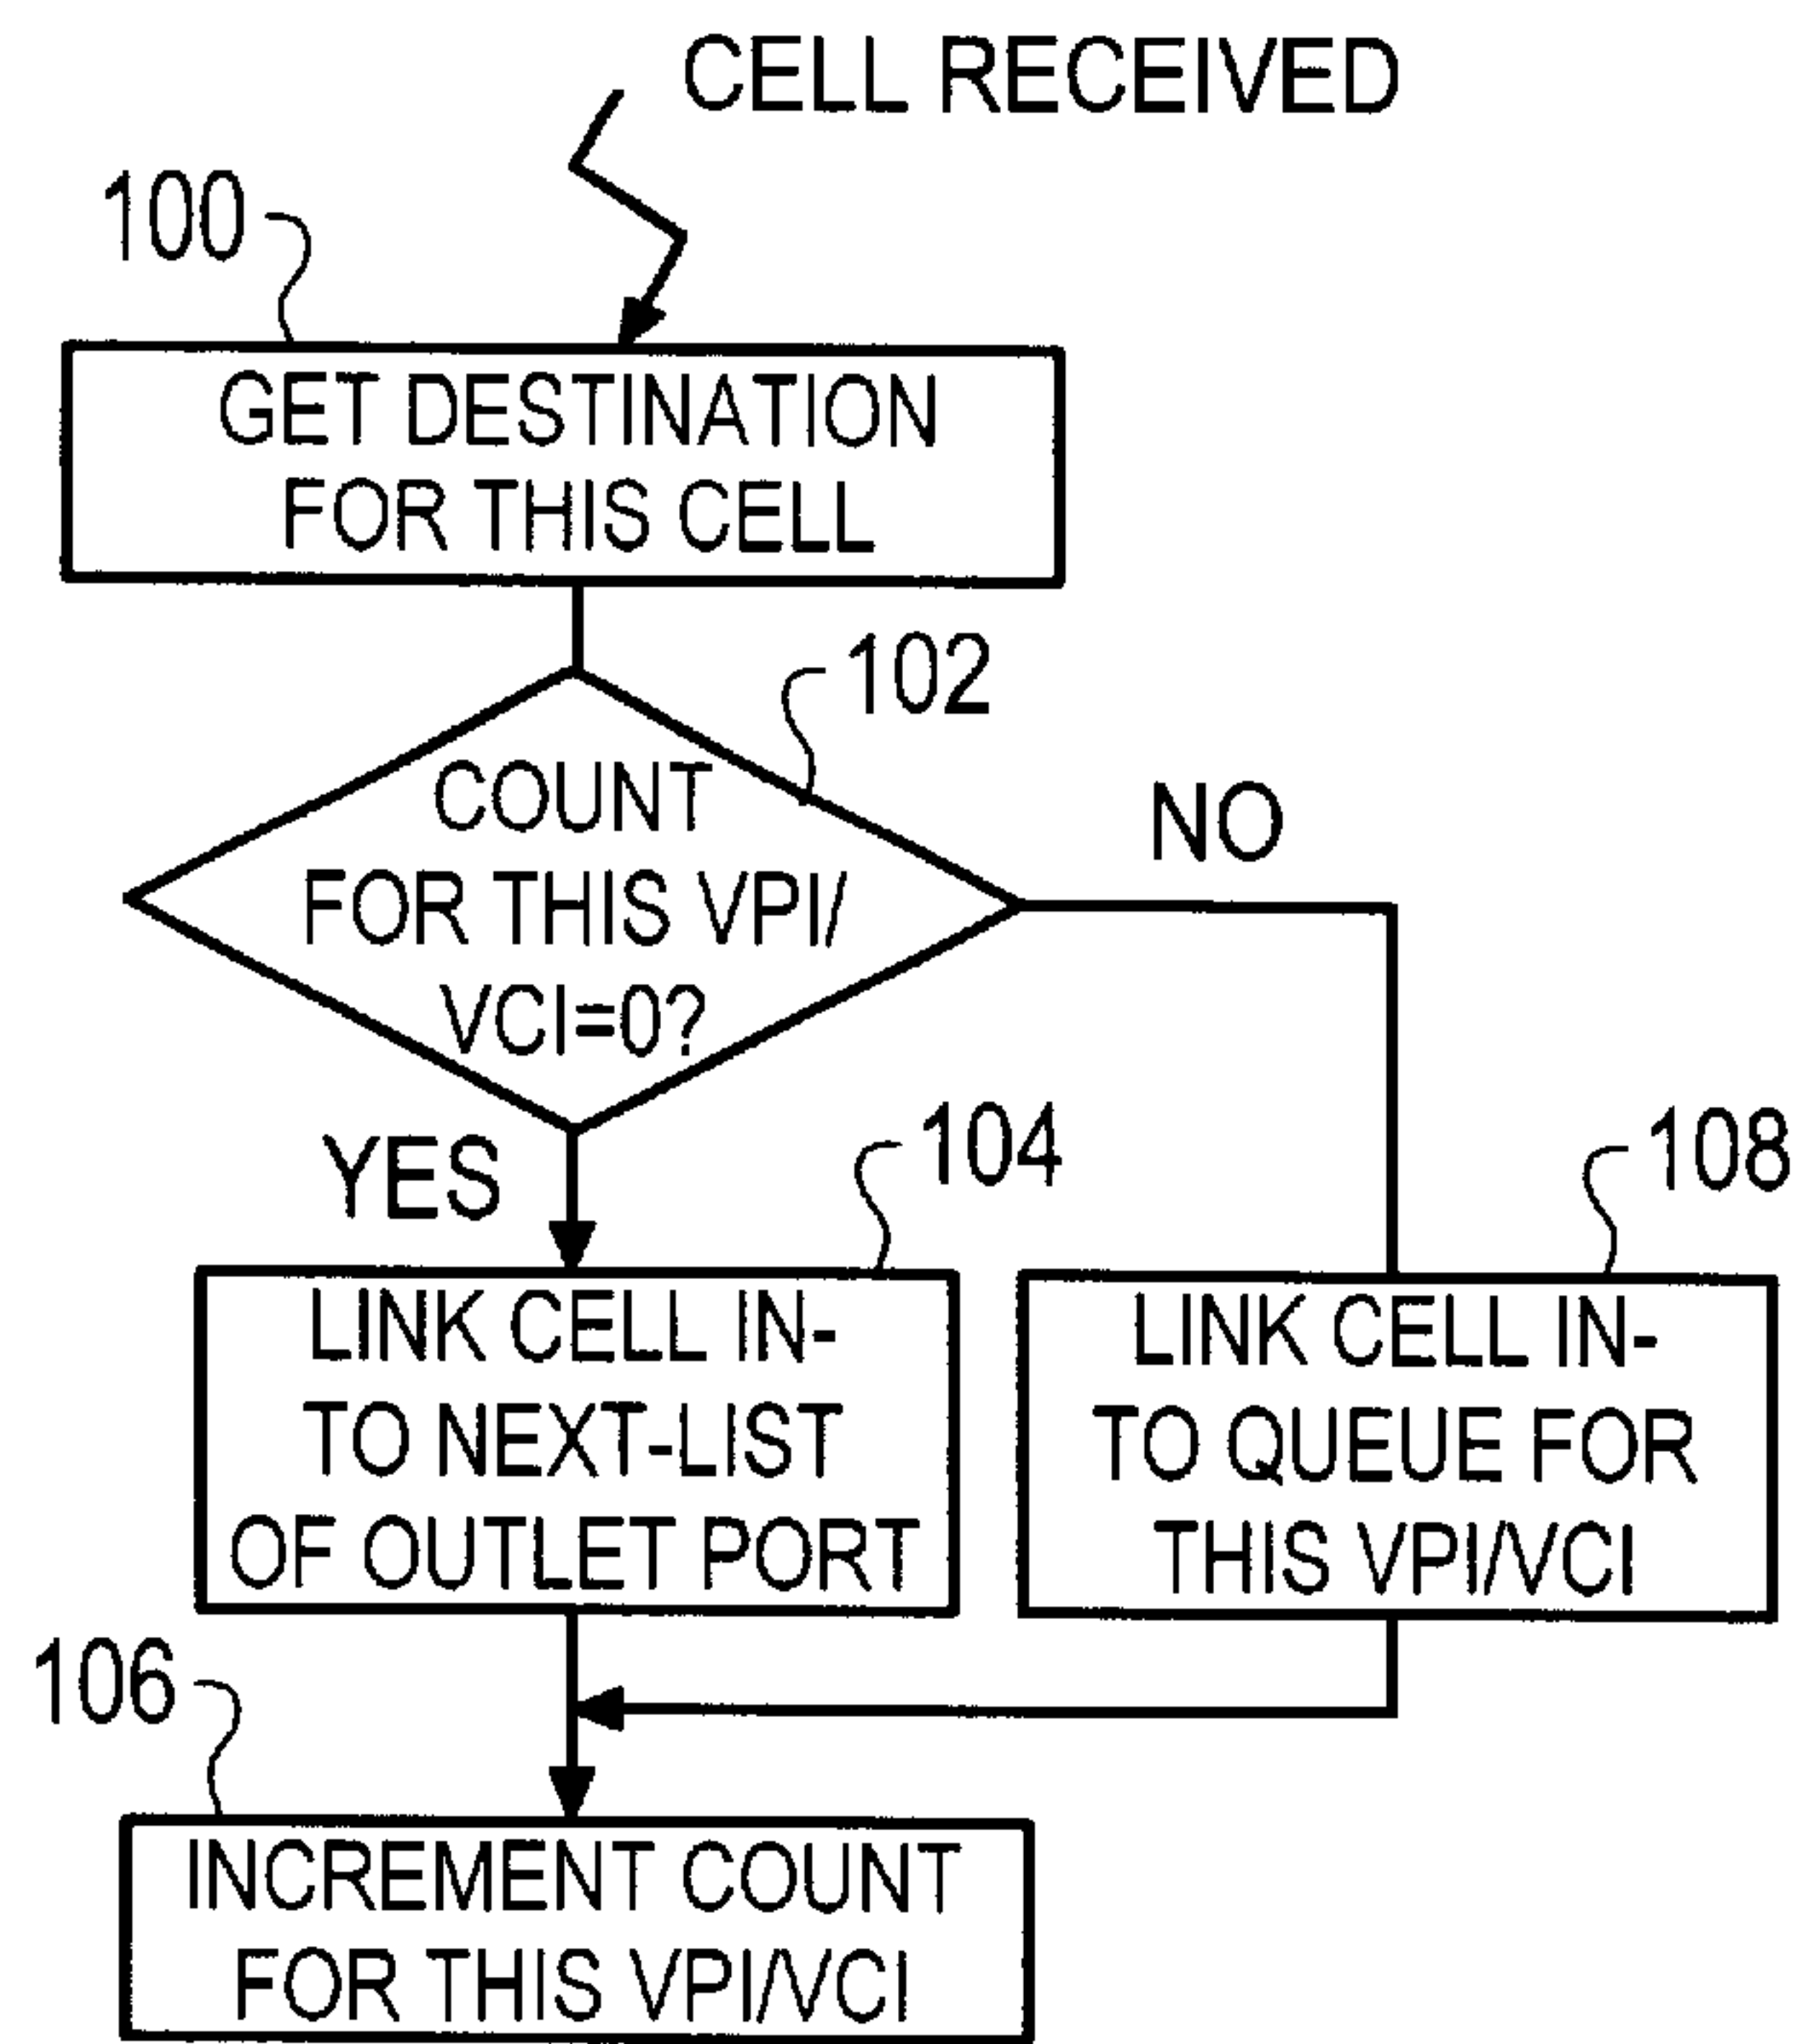 CELL RECEIVED
100
GET DESTINATION
FOR THIS CELL
102
COUNT
FOR THIS VPI/
VCI=0?
NO
YES
104
108
LINK CELL IN-
TO NEXT-LIST
OF OUTLET PORT
LINK CELL IN-
TO QUEUE FOR
THIS VPI/VCI
106
INCREMENT COUNT
FOR THIS VPI/VCI